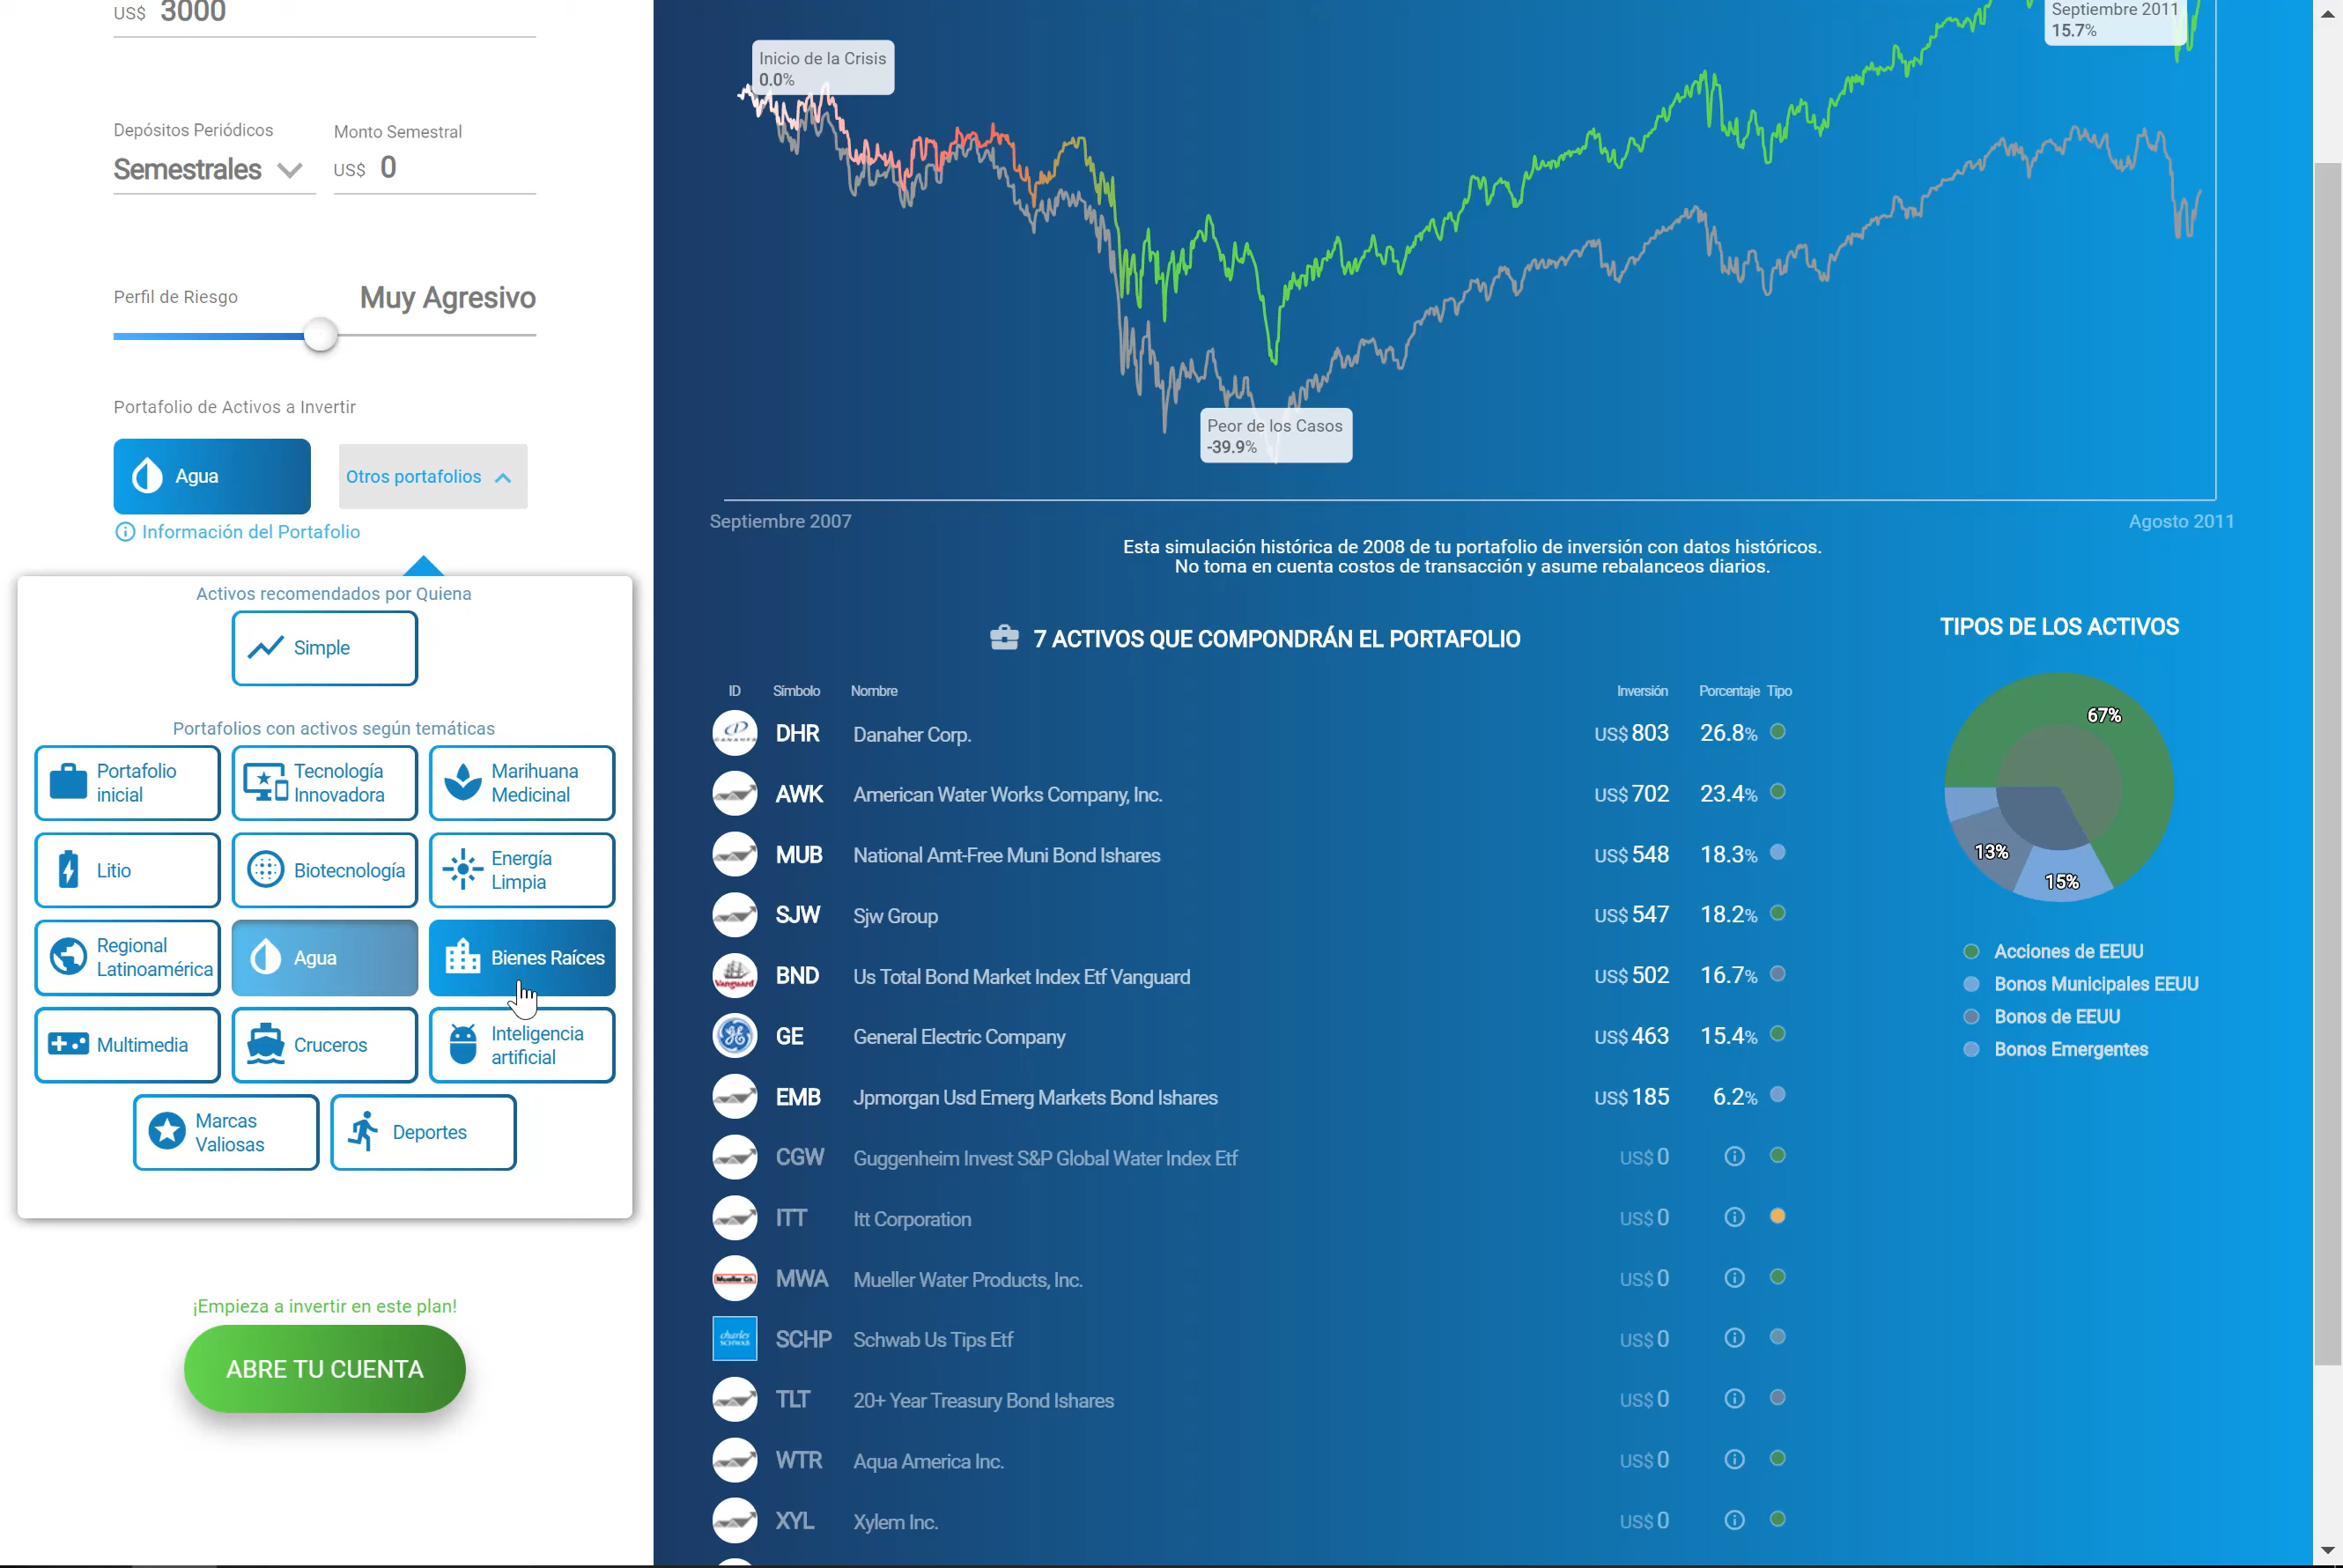 US$ 3000
Depósitos Periódicos
Semestrales
Monto Semestral
US$ 0
Perfil de Riesgo
Muy Agresivo
Portafolio de Activos a Invertir
Agua
Otros portafolios
Información del Portafolio
Activos recomendados por Quiena
Simple
Portafolios con activos según temáticas
Portafolio
inicial
Tecnología
Innovadora
Marihuana
Medicinal
Litio
Biotecnología
Energía
Limpia
Regional
Latinoamérica
Agua
Bienes Raíces
Multimedia
Cruceros
Inteligencia
artificial
Marcas
Valiosas
Deportes
¡Empieza a invertir en este plan!
ABRE TU CUENTA
Inicio de la Crisis
0.0%
Septiembre 2011
15.7%
Peor de los Casos
-39.9%
Septiembre 2007
Agosto 2011
Esta simulación histórica de 2008 de tu portafolio de inversión con datos históricos.
No toma en cuenta costos de transacción y asume rebalanceos diarios.
7 ACTIVOS QUE COMPONDRÁN EL PORTAFOLIO
ID Símbolo Nombre Inversión Porcentaje Tipo
DHR Danaher Corp. US$ 803 26.8%
AWK American Water Works Company, Inc. US$ 702 23.4%
MUB National Amt-Free Muni Bond Ishares US$ 548 18.3%
SJW Sjw Group US$ 547 18.2%
Vanguard BND Us Total Bond Market Index Etf Vanguard US$ 502 16.7%
GE General Electric Company US$ 463 15.4%
EMB Jpmorgan Usd Emerg Markets Bond Ishares US$ 185 6.2%
CGW Guggenheim Invest S&P Global Water Index Etf US$ 0
ITT Itt Corporation US$ 0
Mueller Co. MWA Mueller Water Products, Inc. US$ 0
charles SCHWAB SCHP Schwab Us Tips Etf US$ 0
TLT 20+ Year Treasury Bond Ishares US$ 0
WTR Aqua America Inc. US$ 0
XYL Xylem Inc. US$ 0
TIPOS DE LOS ACTIVOS
67%
13%
15%
Acciones de EEUU
Bonos Municipales EEUU
Bonos de EEUU
Bonos Emergentes